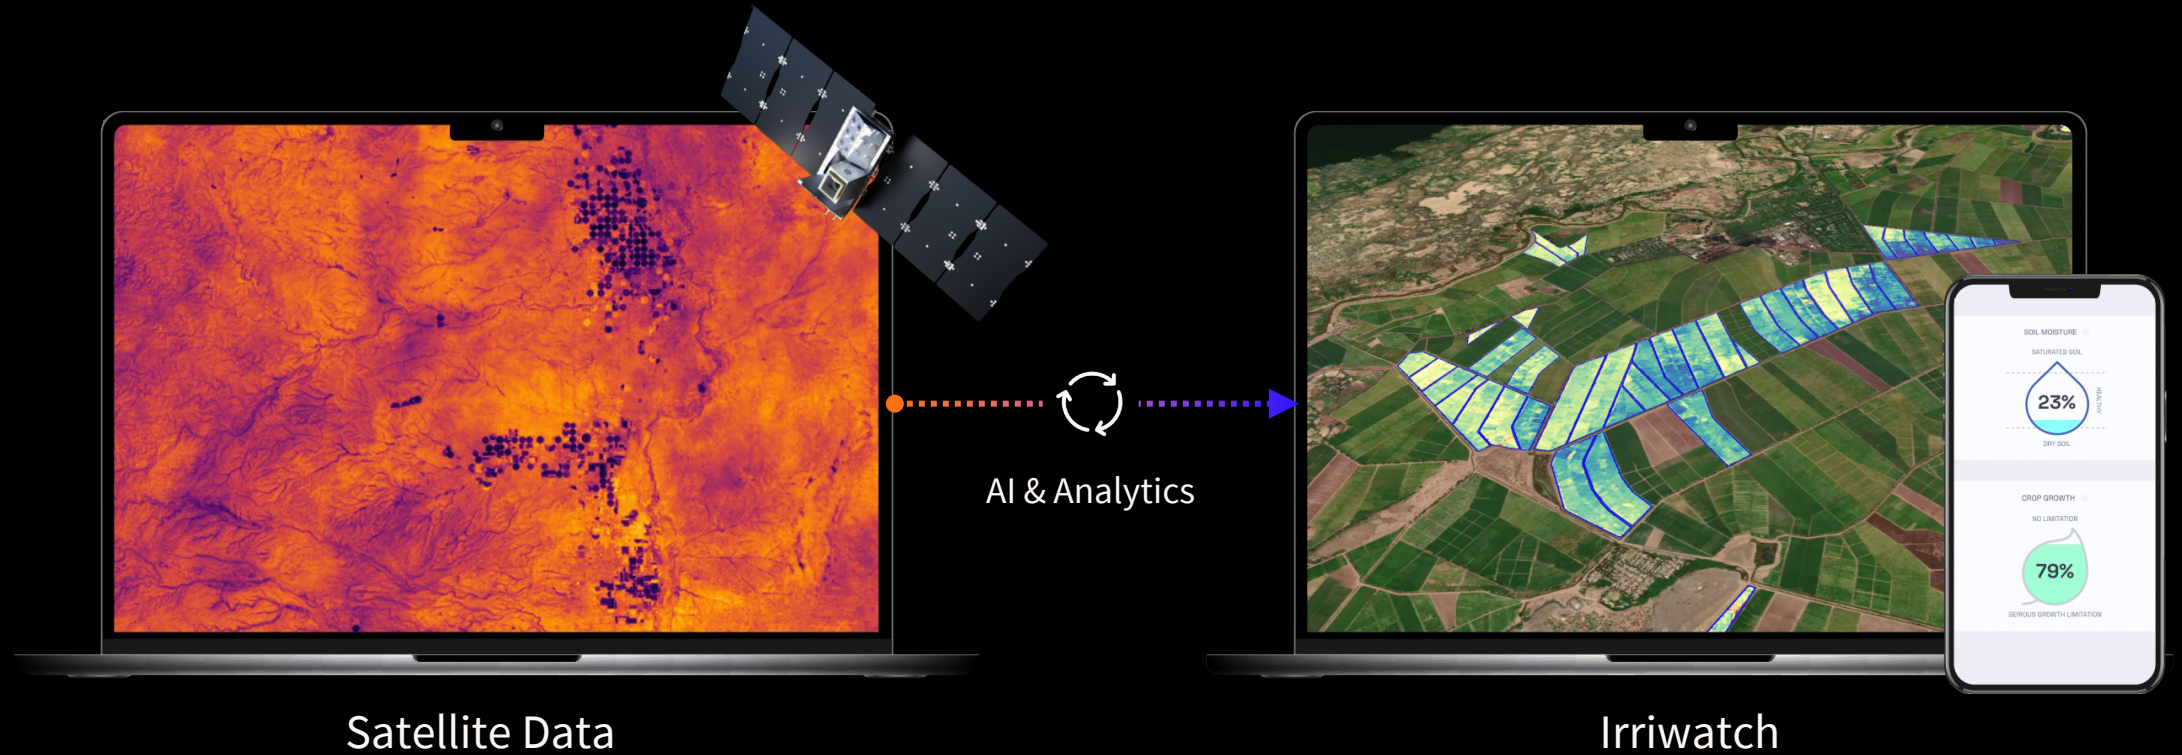 AI & Analytics
SOIL MOISTURE
SATURATED SOIL
23%
HEALTHY
DRY SOIL
CROP GROWTH
NO LIMITATION
79%
SERIOUS GROWTH LIMITATION
Satellite Data
Irriwatch